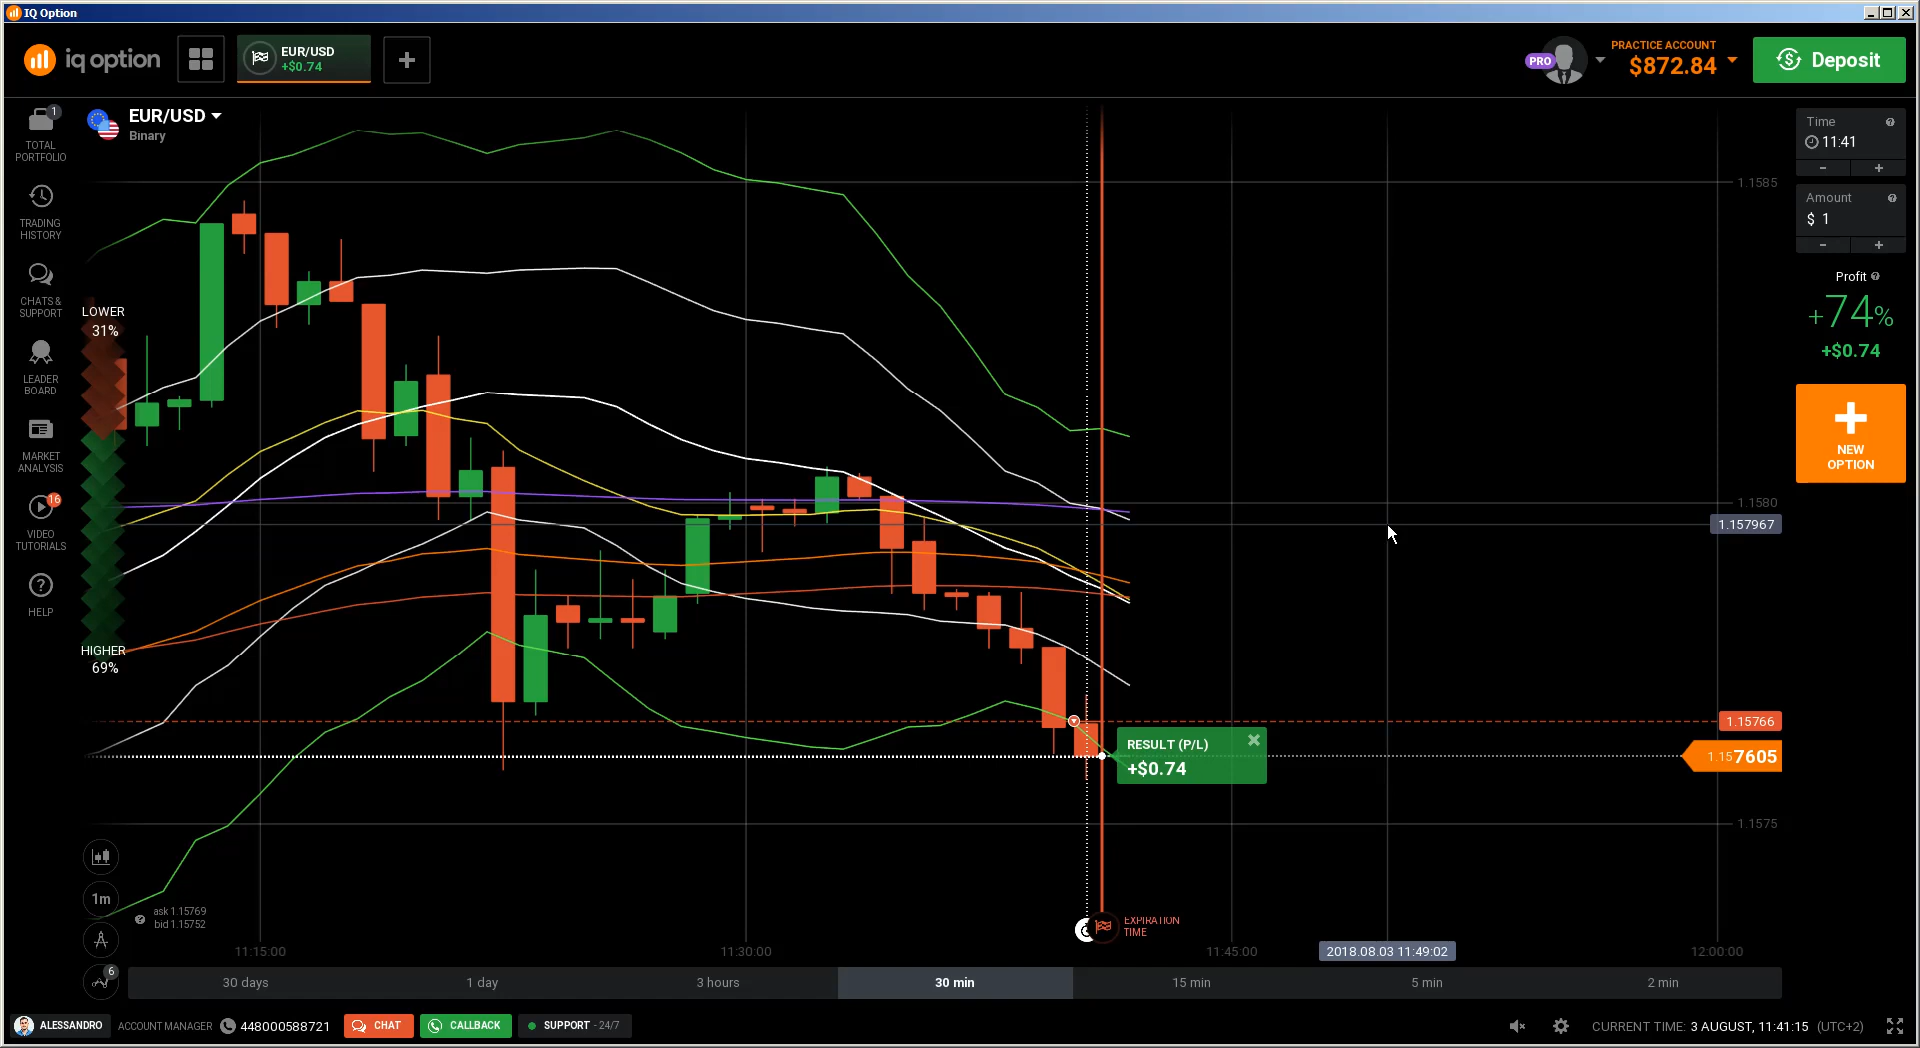 IQ Option
iq option
EUR/USD
+$0.74
PRO
PRACTICE ACCOUNT
$872.84
Deposit
1
TOTAL
PORTFOLIO
TRADING
HISTORY
CHATS &
SUPPORT
LEADER
BOARD
MARKET
ANALYSIS
16
VIDEO
TUTORIALS
HELP
EUR/USD
Binary
LOWER
31%
HIGHER
69%
1.1585
1.1580
1.157967
1.15766
1.157605
1.1575
RESULT (P/L)
+$0.74
EXPIRATION
TIME
1m
6
ask 1.15769
bid 1.15752
11:15:00
11:30:00
11:45:00
2018.08.03 11:49:02
12:00:00
30 days
1 day
3 hours
30 min
15 min
5 min
2 min
Time
11:41
- +
Amount
$ 1
- +
Profit
+74%
+$0.74
NEW
OPTION
ALESSANDRO
ACCOUNT MANAGER
448000588721
CHAT
CALLBACK
SUPPORT - 24/7
CURRENT TIME: 3 AUGUST, 11:41:15 (UTC+2)